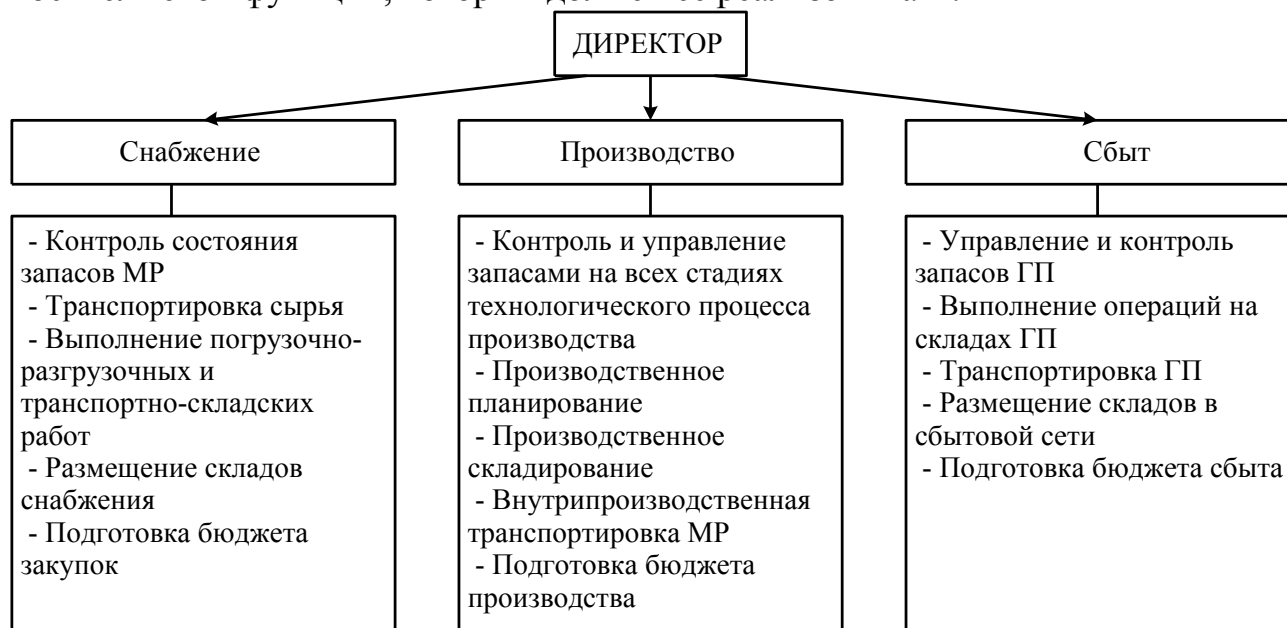 ДИРЕКТОР
Снабжение
Производство
Сбыт
- Контроль состояния
запасов МР
- Транспортировка сырья
- Выполнение погрузочно-
разгрузочных и
транспортно-складских
работ
- Размещение складов
снабжения
- Подготовка бюджета
закупок
- Контроль и управление
запасами на всех стадиях
технологического процесса
производства
- Производственное
планирование
- Производственное
складирование
- Внутрипроизводственная
транспортировка МР
- Подготовка бюджета
производства
- Управление и контроль
запасов ГП
- Выполнение операций на
складах ГП
- Транспортировка ГП
- Размещение складов в
сбытовой сети
- Подготовка бюджета сбыта